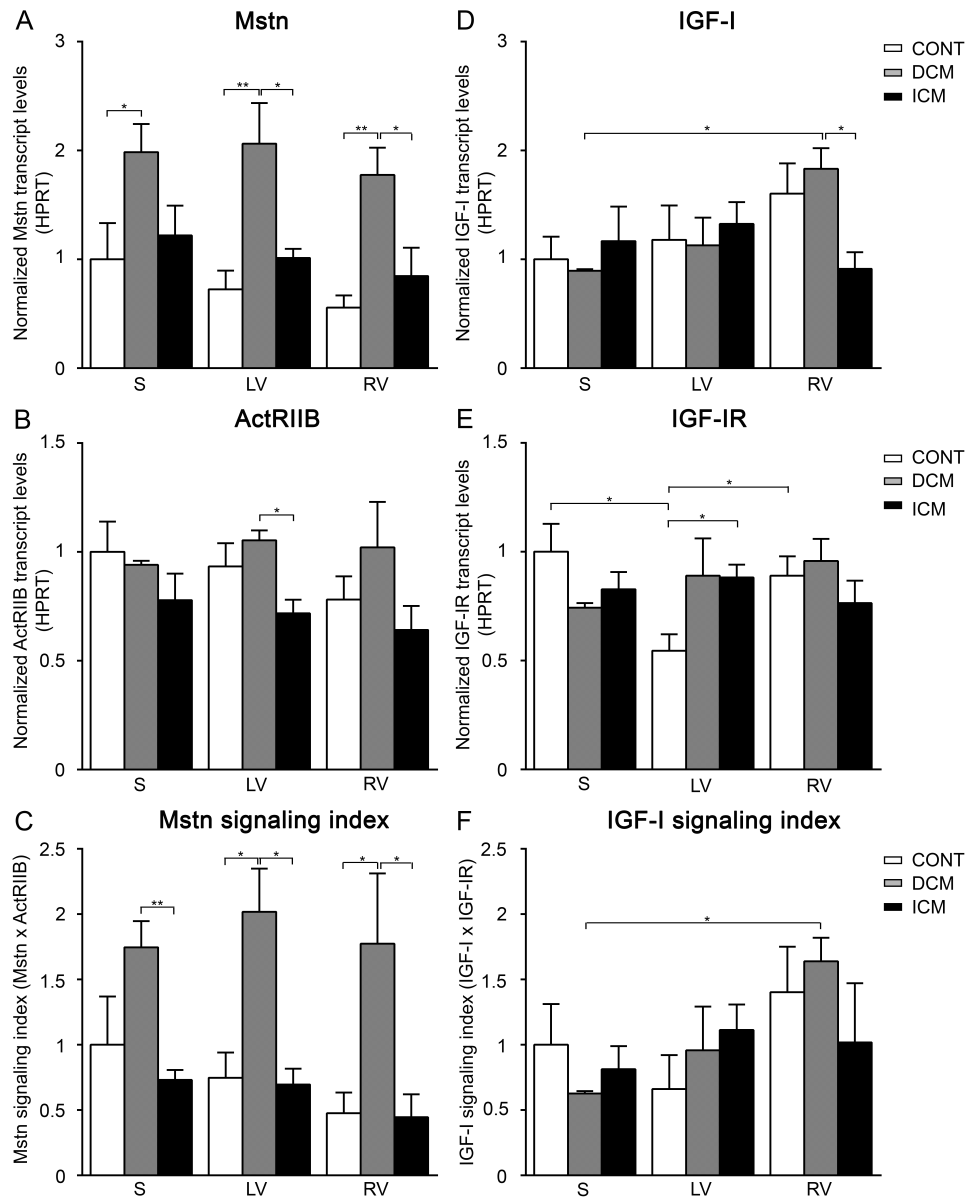 A
Mstn
Normalized Mstn transcript levels
(HPRT)
3
2
1
0
*
**
*
**
*
S
LV
RV
D
IGF-I
Normalized IGF-I transcript levels
(HPRT)
3
2
1
0
*
*
S
LV
RV
CONT
DCM
ICM
B
ActRIIB
Normalized ActRIIB transcript levels
(HPRT)
1.5
1
0.5
0
*
S
LV
RV
E
IGF-IR
Normalized IGF-IR transcript levels
(HPRT)
1.5
1
0.5
0
*
*
*
S
LV
RV
CONT
DCM
ICM
C
Mstn signaling index
Mstn signaling index (Mstn x ActRIIB)
2.5
2
1.5
1
0.5
0
**
*
*
*
*
S
LV
RV
F
IGF-I signaling index
IGF-I signaling index (IGF-I x IGF-IR)
2.5
2
1.5
1
0.5
0
*
S
LV
RV
CONT
DCM
ICM